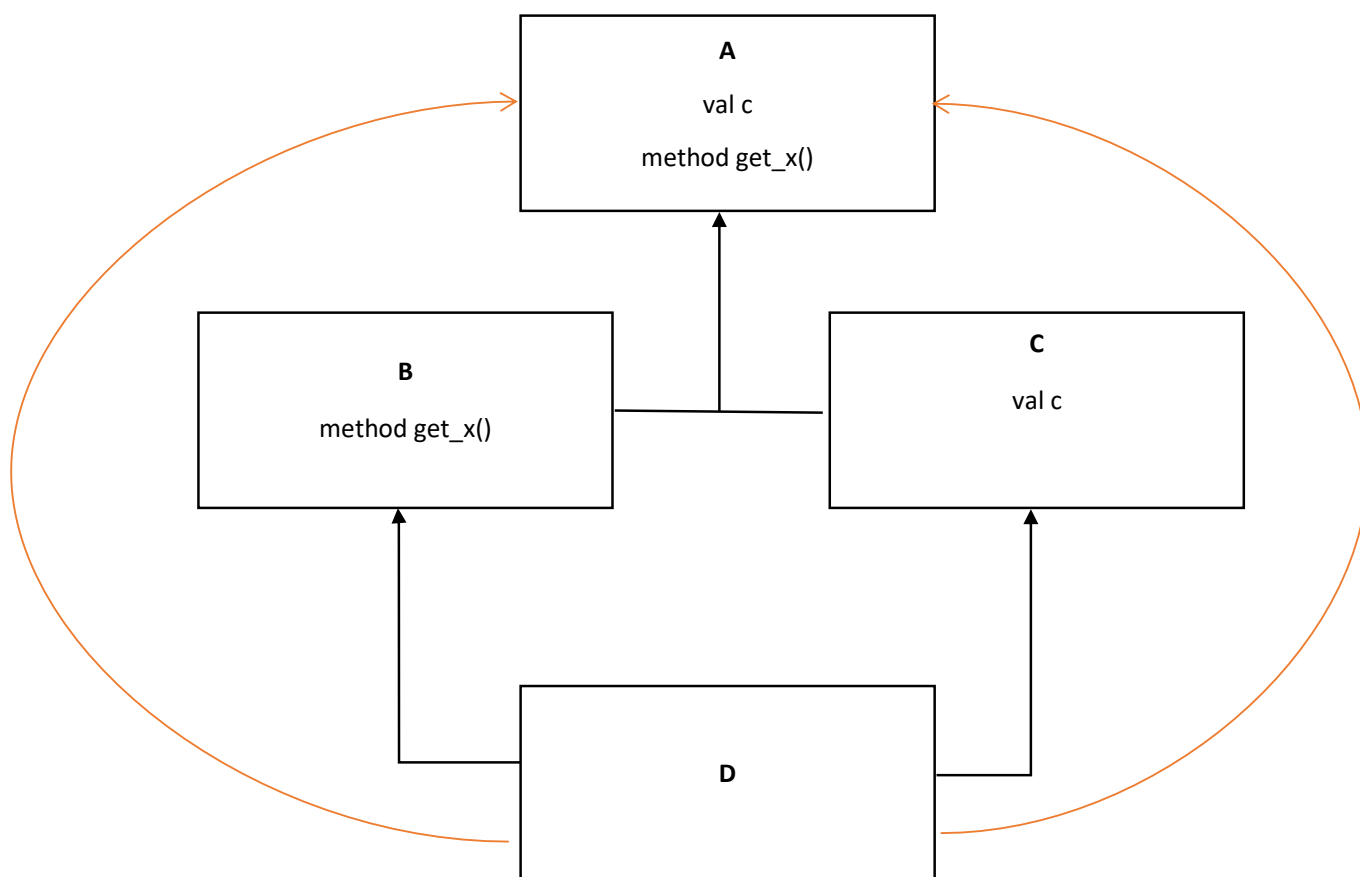 A
val c
method get_x()
B
method get_x()
C
val c
D